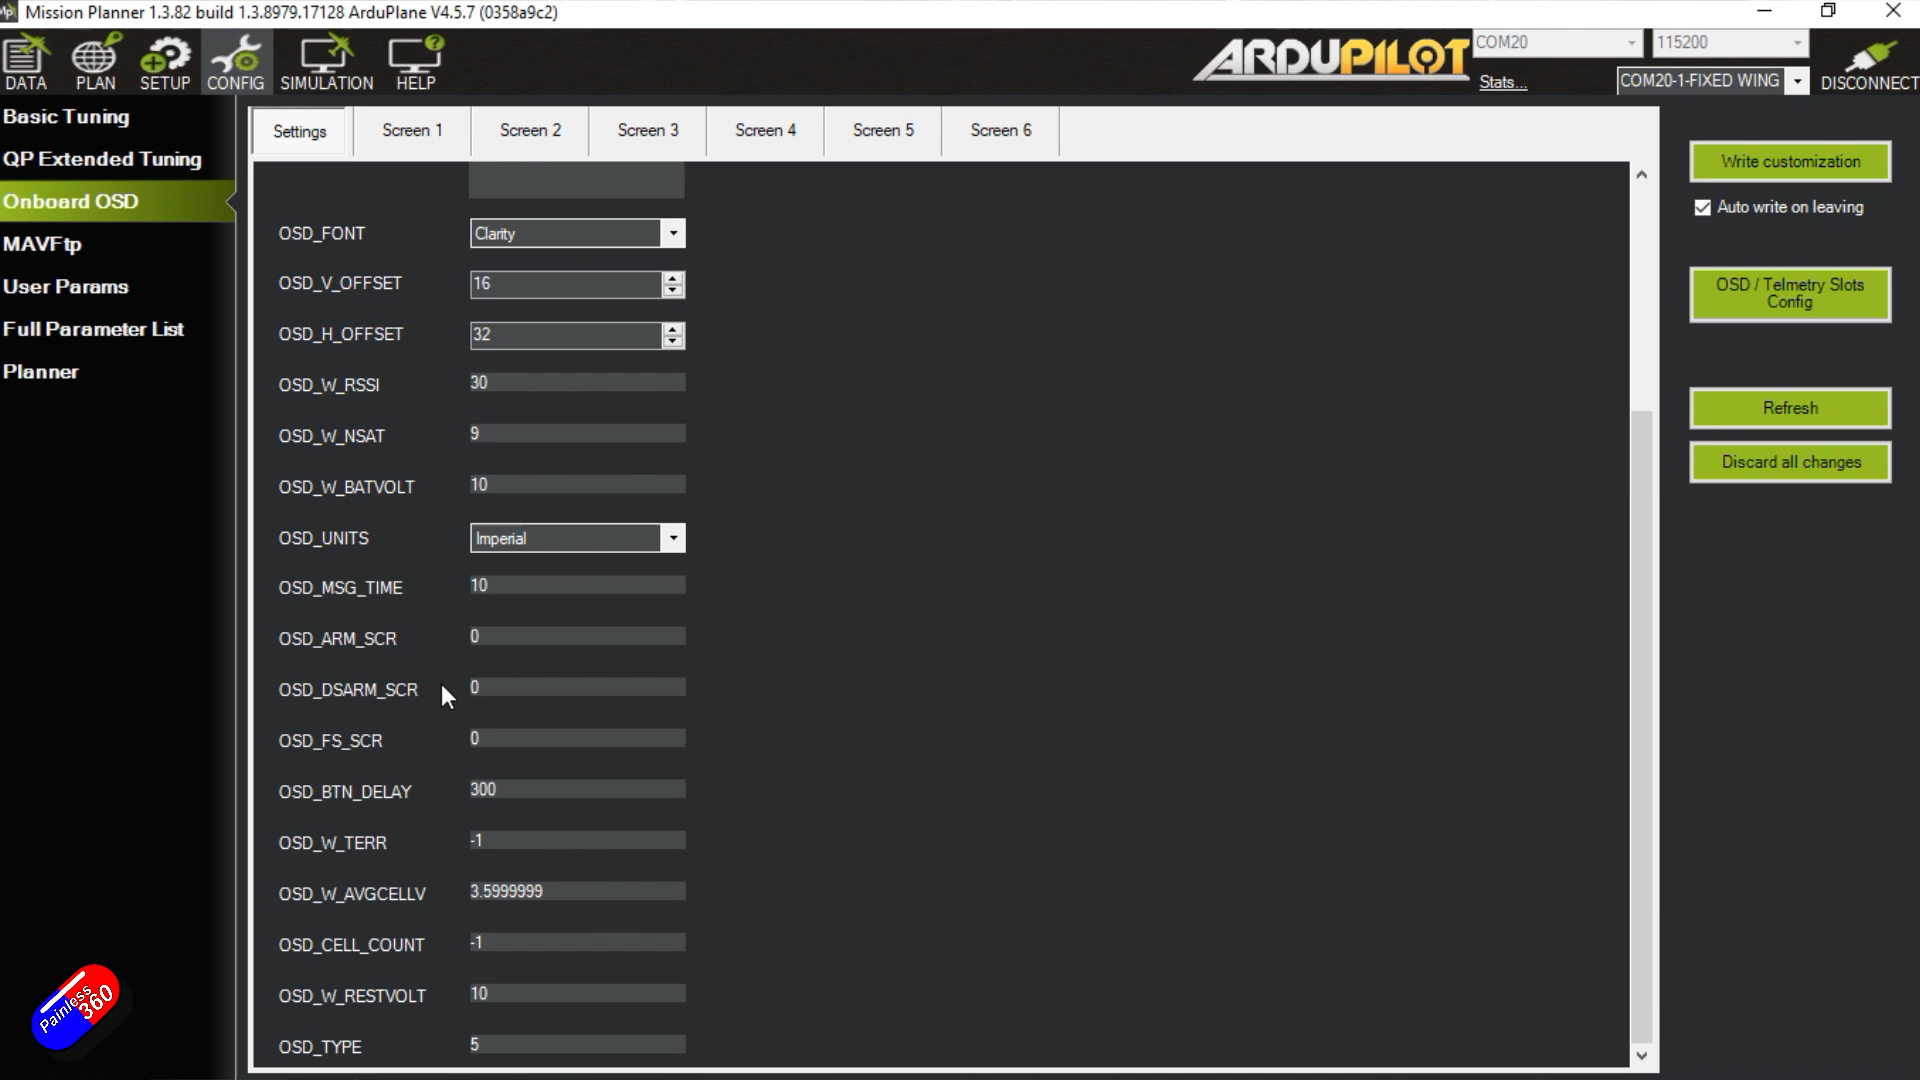 Mission Planner 1.3.82 build 1.3.8979.17128 ArduPlane V4.5.7 (0358a9c2)
DATA
PLAN
SETUP
CONFIG
SIMULATION
HELP
ARDUPILOT
COM20
115200
Stats...
COM20-1-FIXED WING
DISCONNECT
Basic Tuning
QP Extended Tuning
Onboard OSD
MAVFtp
User Params
Full Parameter List
Planner
Settings
Screen 1
Screen 2
Screen 3
Screen 4
Screen 5
Screen 6
OSD_FONT Clarity
OSD_V_OFFSET 16
OSD_H_OFFSET 32
OSD_W_RSSI 30
OSD_W_NSAT 9
OSD_W_BATVOLT 10
OSD_UNITS Imperial
OSD_MSG_TIME 10
OSD_ARM_SCR 0
OSD_DSARM_SCR 0
OSD_FS_SCR 0
OSD_BTN_DELAY 300
OSD_W_TERR -1
OSD_W_AVGCELLV 3.5999999
OSD_CELL_COUNT -1
OSD_W_RESTVOLT 10
OSD_TYPE 5
Write customization
Auto write on leaving
OSD / Telmetry Slots
Config
Refresh
Discard all changes
Painless
360